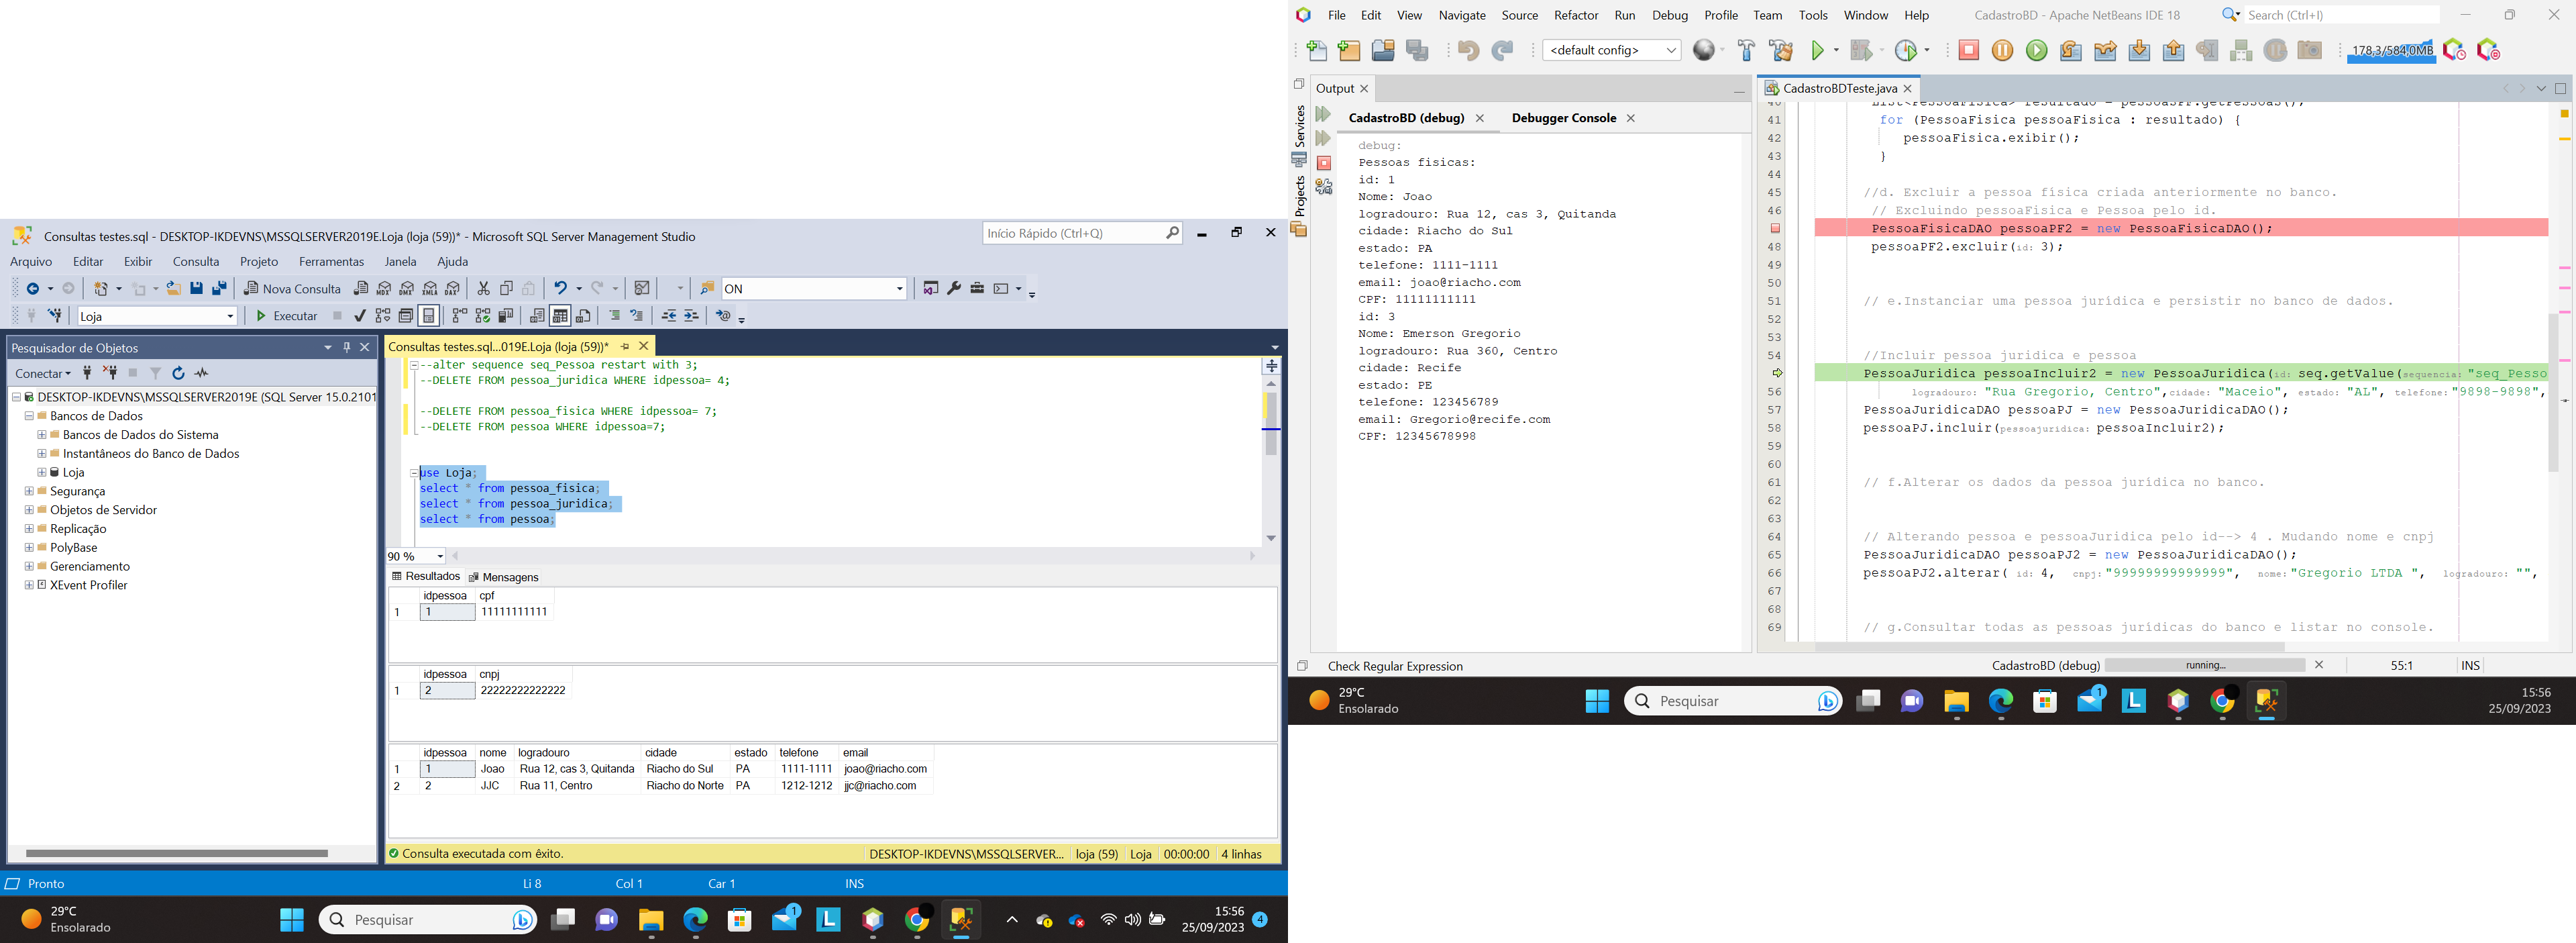 Consultas testes.sql - DESKTOP-IKDEVNS\MSSQLSERVER2019E.Loja (loja (59))* - Microsoft SQL Server Management Studio
Início Rápido (Ctrl+Q)
Arquivo Editar Exibir Consulta Projeto Ferramentas Janela Ajuda
Nova Consulta
MDX DMX XMLA DAX
ON
Loja
Executar
Pesquisador de Objetos
Conectar
DESKTOP-IKDEVNS\MSSQLSERVER2019E (SQL Server 15.0.2101
Bancos de Dados
Bancos de Dados do Sistema
Instantâneos do Banco de Dados
Loja
Segurança
Objetos de Servidor
Replicação
PolyBase
Gerenciamento
XEvent Profiler
Consultas testes.sql...019E.Loja (loja (59))*
--alter sequence seq_Pessoa restart with 3;
--DELETE FROM pessoa_juridica WHERE idpessoa= 4;
--DELETE FROM pessoa_fisica WHERE idpessoa= 7;
--DELETE FROM pessoa WHERE idpessoa=7;
use Loja;
select * from pessoa_fisica;
select * from pessoa_juridica;
select * from pessoa;
90 %
Resultados Mensagens
idpessoa cpf
1 1 11111111111
idpessoa cnpj
1 2 22222222222222
idpessoa nome logradouro cidade estado telefone email
1 1 Joao Rua 12, cas 3, Quitanda Riacho do Sul PA 1111-1111 joao@riacho.com
2 2 JJC Rua 11, Centro Riacho do Norte PA 1212-1212 jjc@riacho.com
Consulta executada com êxito.
DESKTOP-IKDEVNS\MSSQLSERVER... loja (59) Loja 00:00:00 4 linhas
Pronto Li 8 Col 1 Car 1 INS
29°C
Ensolarado
Pesquisar
1
15:56
25/09/2023
4
File Edit View Navigate Source Refactor Run Debug Profile Team Tools Window Help
CadastroBD - Apache NetBeans IDE 18
Search (Ctrl+I)
<default config>
178,3/584,0MB
Services
Projects
Output
CadastroBD (debug) Debugger Console
debug:
Pessoas fisicas:
id: 1
Nome: Joao
logradouro: Rua 12, cas 3, Quitanda
cidade: Riacho do Sul
estado: PA
telefone: 1111-1111
email: joao@riacho.com
CPF: 11111111111
id: 3
Nome: Emerson Gregorio
logradouro: Rua 360, Centro
cidade: Recife
estado: PE
telefone: 123456789
email: Gregorio@recife.com
CPF: 12345678998
CadastroBDTeste.java
40 List<PessoaFisica> resultado = pessoasPF.getPessoas();
41 for (PessoaFisica pessoaFisica : resultado) {
42 pessoaFisica.exibir();
43 }
44
45 //d. Excluir a pessoa física criada anteriormente no banco.
46 // Excluindo pessoaFisica e Pessoa pelo id.
PessoaFisicaDAO pessoaPF2 = new PessoaFisicaDAO();
48 pessoaPF2.excluir(id: 3);
49
50
51 // e.Instanciar uma pessoa jurídica e persistir no banco de dados.
52
53
54 //Incluir pessoa juridica e pessoa
PessoaJuridica pessoaIncluir2 = new PessoaJuridica(id: seq.getValue(sequencia: "seq_Pesso
56 logradouro: "Rua Gregorio, Centro",cidade: "Maceio", estado: "AL", telefone: "9898-9898",
57 PessoaJuridicaDAO pessoaPJ = new PessoaJuridicaDAO();
58 pessoaPJ.incluir(pessoajuridica: pessoaIncluir2);
59
60
61 // f.Alterar os dados da pessoa jurídica no banco.
62
63
64 // Alterando pessoa e pessoaJuridica pelo id--> 4 . Mudando nome e cnpj
65 PessoaJuridicaDAO pessoaPJ2 = new PessoaJuridicaDAO();
66 pessoaPJ2.alterar( id: 4, cnpj: "99999999999999", nome: "Gregorio LTDA ", logradouro: "",
67
68
69 // g.Consultar todas as pessoas jurídicas do banco e listar no console.
Check Regular Expression
CadastroBD (debug) running... 55:1 INS
29°C
Ensolarado
Pesquisar
1
15:56
25/09/2023